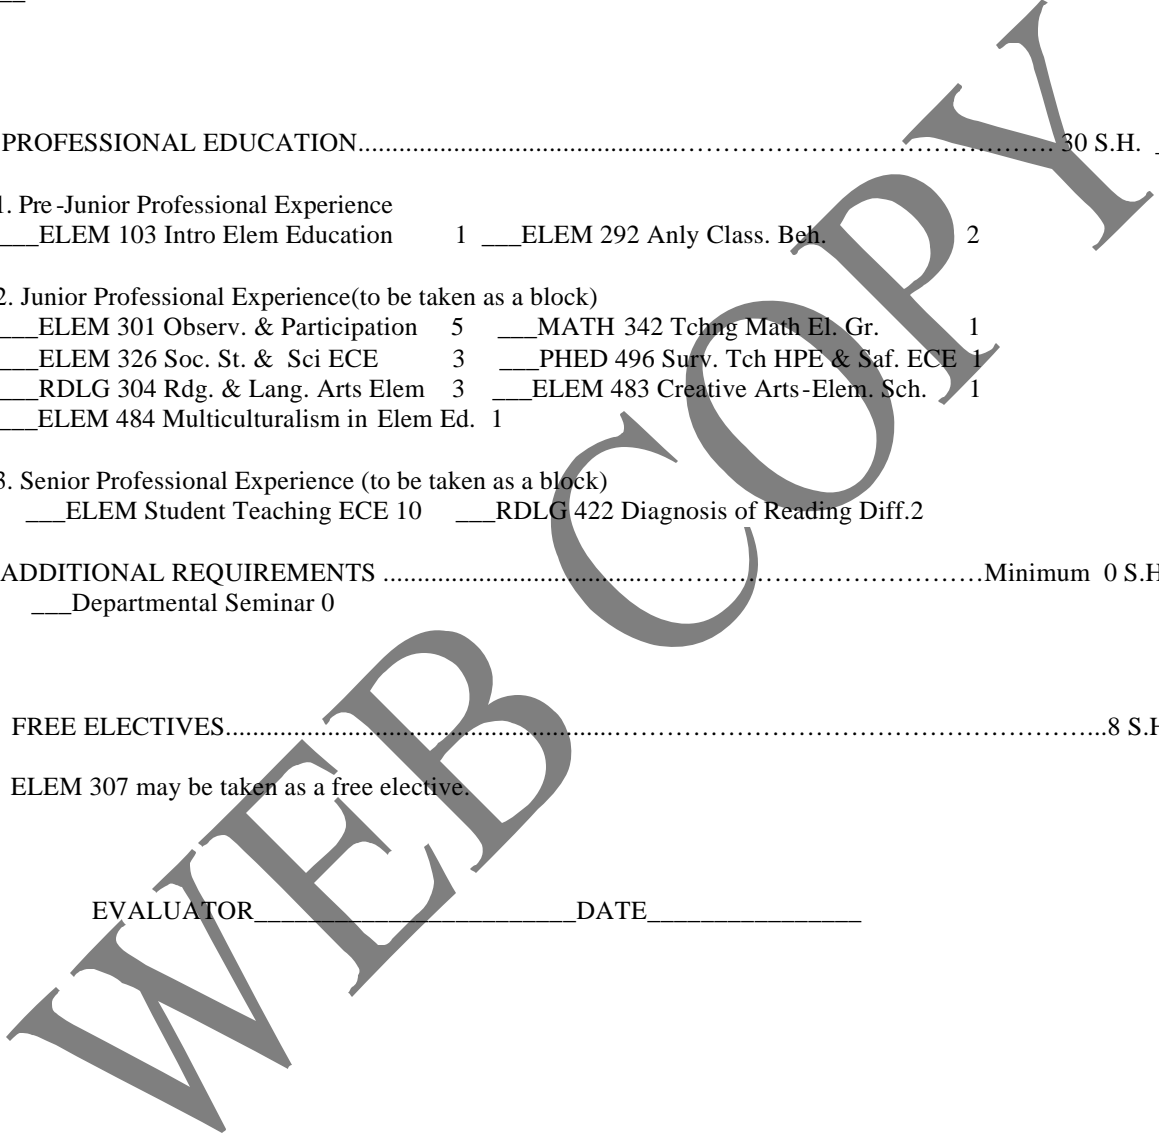 __
PROFESSIONAL EDUCATION...............................................………………………………………. 30 S.H. _
1. Pre-Junior Professional Experience
___ELEM 103 Intro Elem Education 1 ___ELEM 292 Anly Class. Beh. 2
2. Junior Professional Experience(to be taken as a block)
___ELEM 301 Observ. & Participation 5 ___MATH 342 Tchng Math El. Gr. 1
___ELEM 326 Soc. St. & Sci ECE 3 ___PHED 496 Surv. Tch HPE & Saf. ECE 1
___RDLG 304 Rdg. & Lang. Arts Elem 3 ___ELEM 483 Creative Arts-Elem. Sch. 1
___ELEM 484 Multiculturalism in Elem Ed. 1
3. Senior Professional Experience (to be taken as a block)
___ELEM Student Teaching ECE 10 ___RDLG 422 Diagnosis of Reading Diff.2
ADDITIONAL REQUIREMENTS ......................................…………………………………Minimum 0 S.H
___Departmental Seminar 0
FREE ELECTIVES........................................................…………………………………………………...8 S.H
ELEM 307 may be taken as a free elective.
EVALUATOR________________________DATE________________
WEB COPY